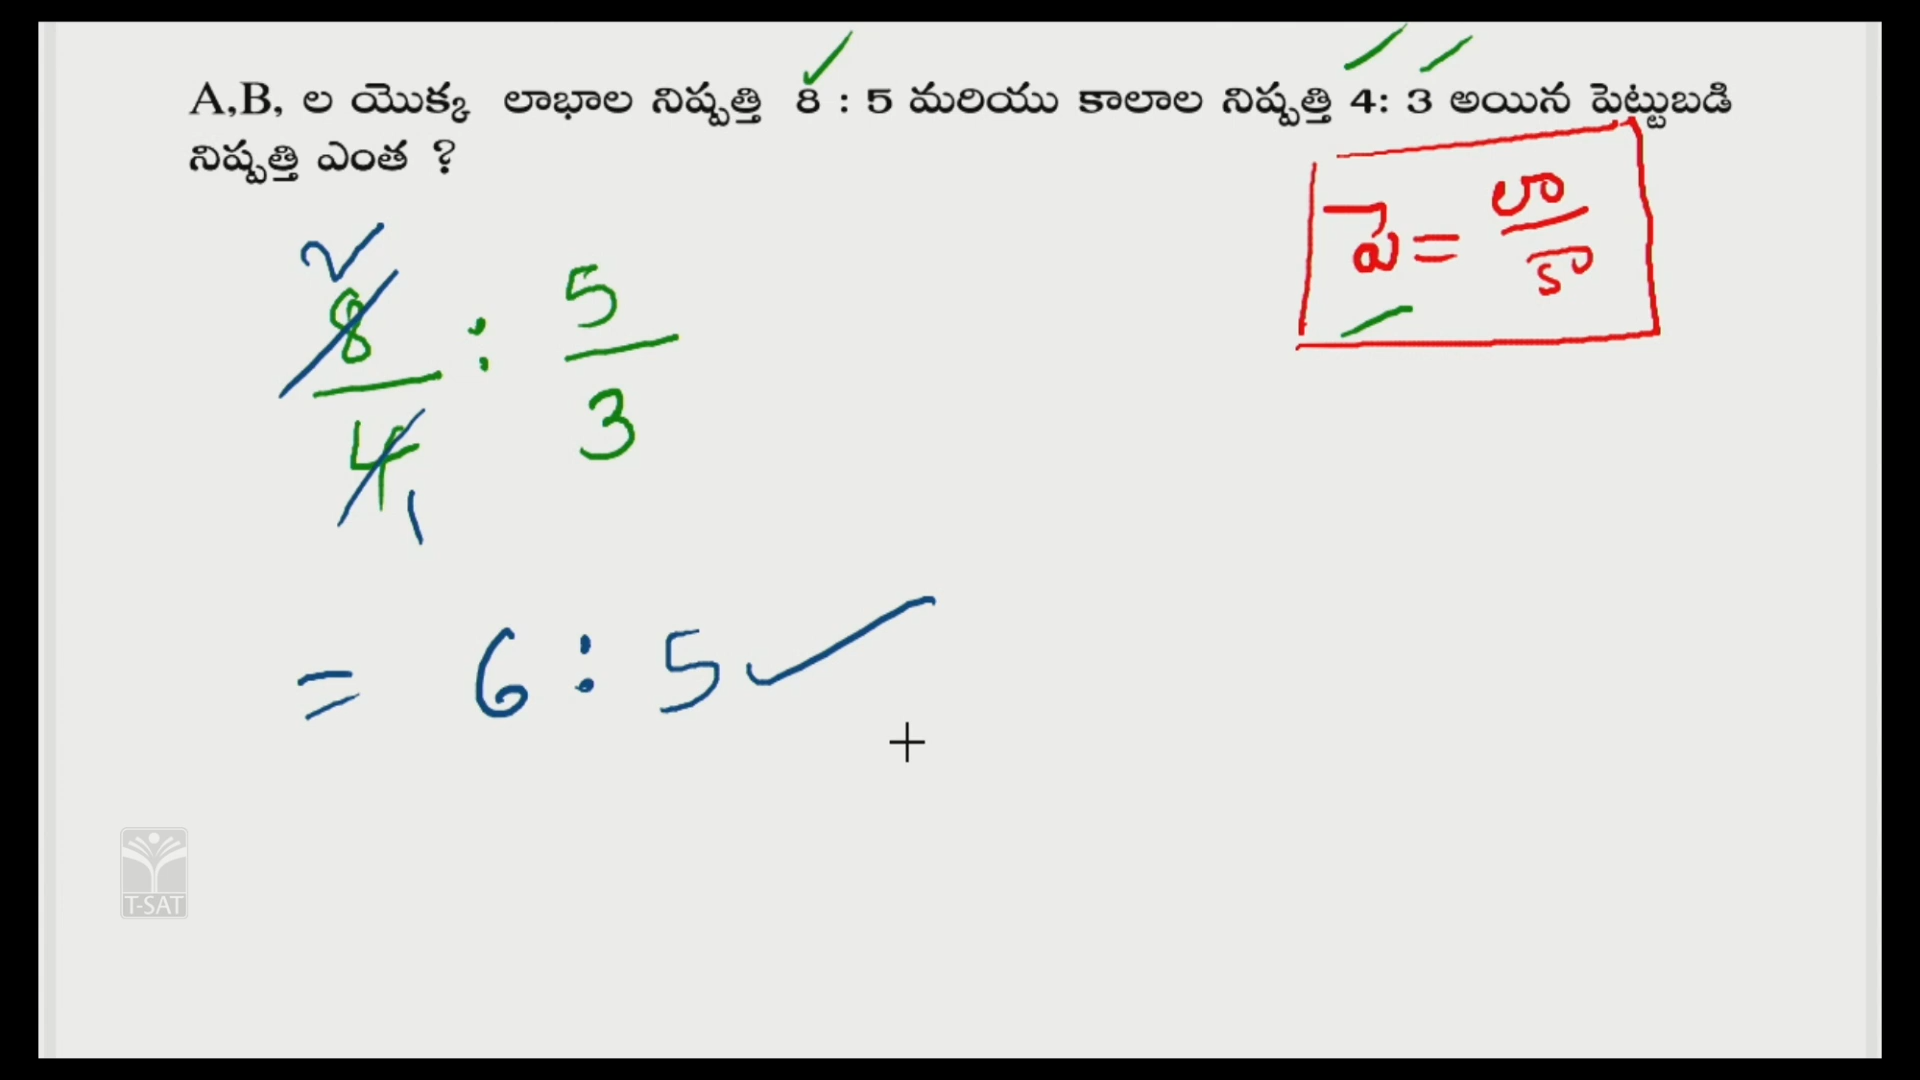 A,B, ల యొక్క లాభాల నిష్పత్తి 8 : 5 మరియు కాలాల నిష్పత్తి 4: 3 అయిన పెట్టుబడి
నిష్పత్తి ఎంత ?
పె = లా/కా
2
8/4 : 5/3
1
= 6 : 5
T-SAT